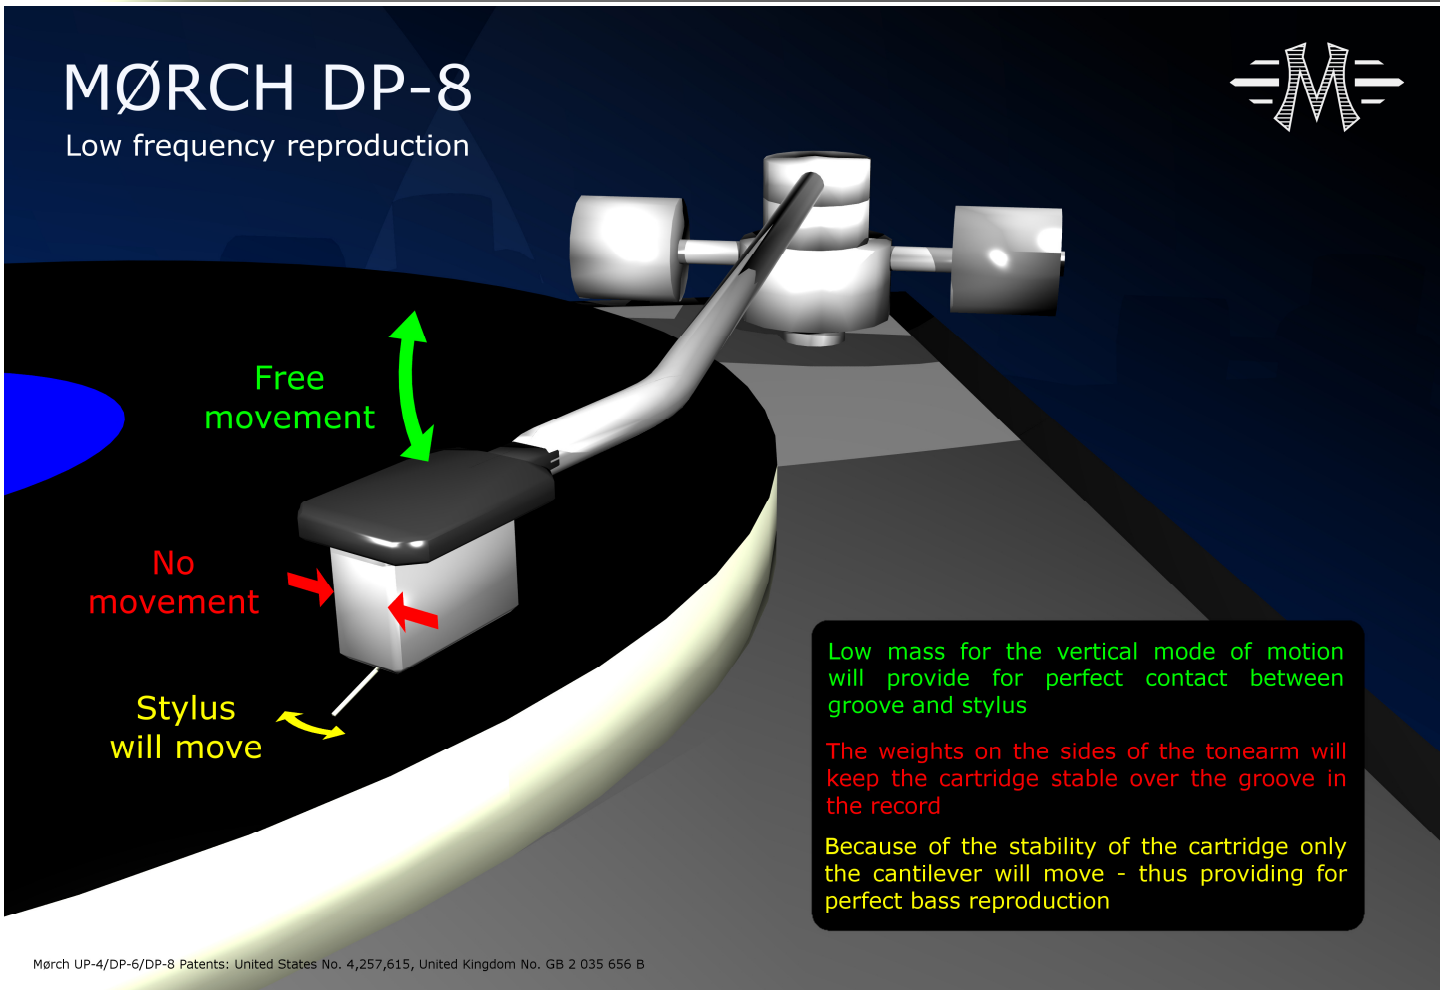 MØRCH DP-8
Low frequency reproduction
Free
movement
No
movement
Stylus
will move
Low mass for the vertical mode of motion
will provide for perfect contact between
groove and stylus
The weights on the sides of the tonearm will
keep the cartridge stable over the groove in
the record
Because of the stability of the cartridge only
the cantilever will move - thus providing for
perfect bass reproduction
Mørch UP-4/DP-6/DP-8 Patents: United States No. 4,257,615, United Kingdom No. GB 2 035 656 B
M